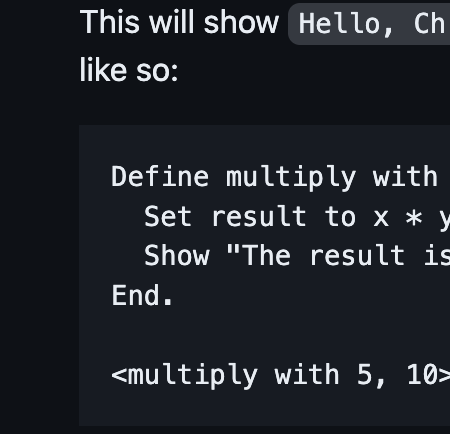 This will show Hello, Ch
like so:
Define multiply with
Set result to x * y
Show "The result is
End.
<multiply with 5, 10>